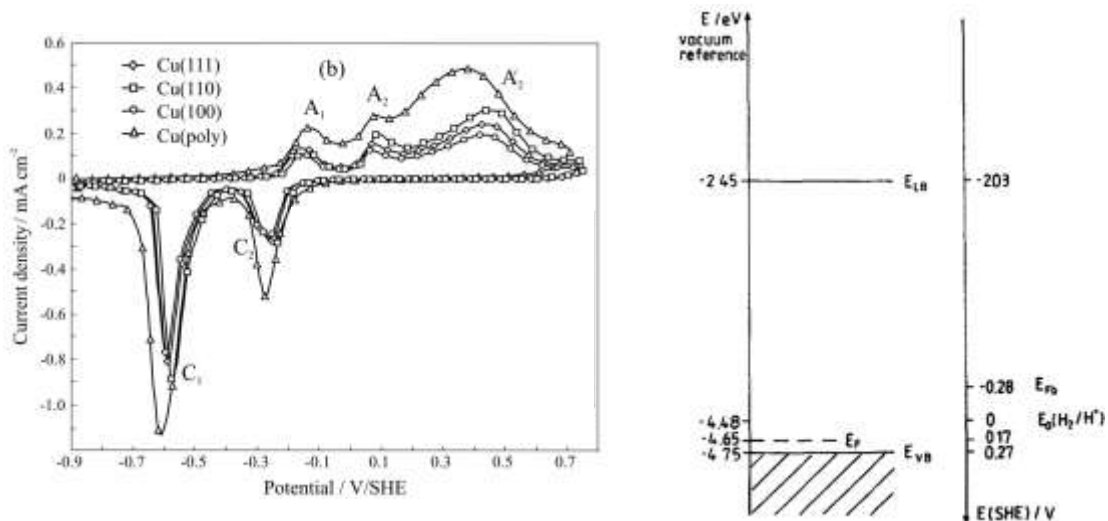 0.6
0.4
0.2
0
-0.2
-0.4
-0.6
-0.8
-1.0
Current density / mA cm⁻²
Cu(111)
Cu(110)
Cu(100)
Cu(poly)
(b)
A₁
A₂
A'₂
C₂
C₁
-0.9 -0.7 -0.5 -0.3 -0.1 0.1 0.3 0.5 0.7
Potential / V/SHE
E / eV
vacuum
reference
-2.45 E_LB -2.03
-0.28 E_Fb
-4.48 0 E₀(H₂/H⁺)
-4.65 E_F 0.17
-4.75 E_VB 0.27
E(SHE) / V